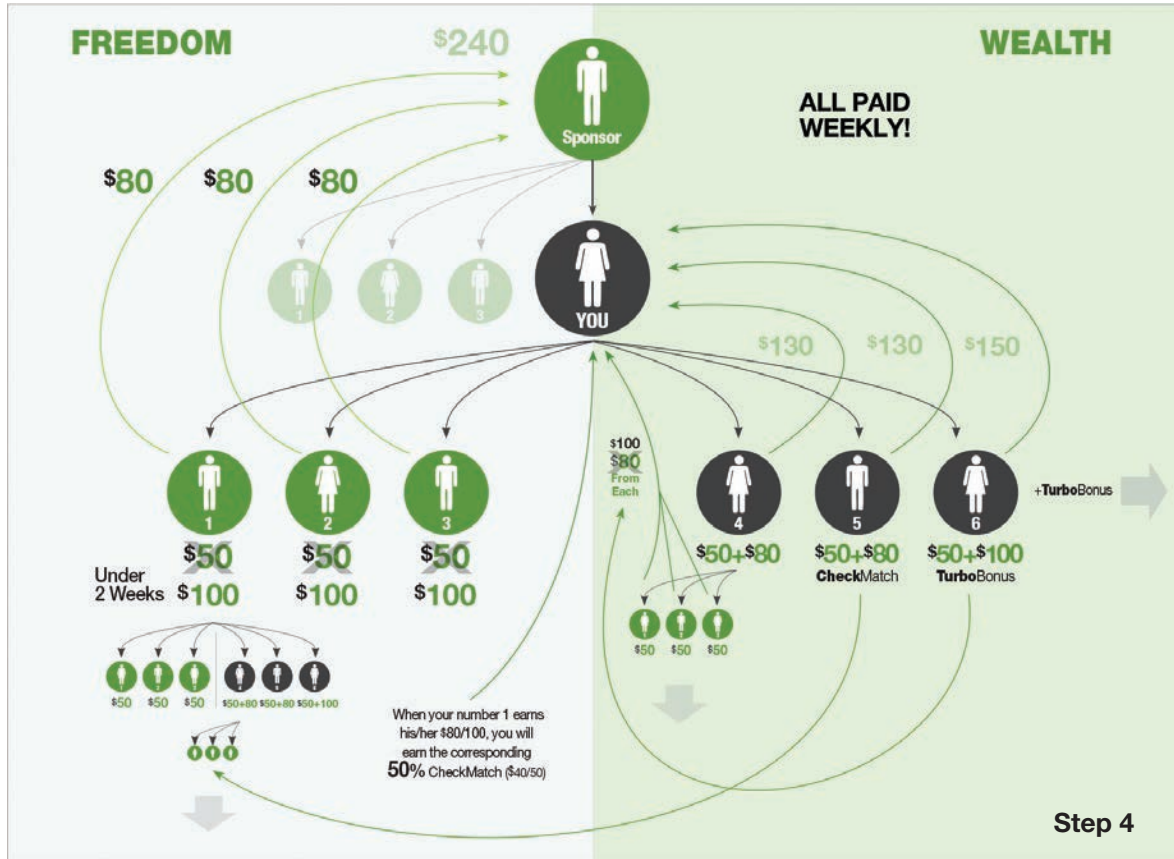 FREEDOM
$240
WEALTH
Sponsor
ALL PAID
WEEKLY!
$80
$80
$80
1
2
3
YOU
$130
$130
$150
$100
$80
From
Each
1
2
3
4
5
6
+TurboBonus
$50
$50
$50
$50+$80
$50+$80
$50+$100
CheckMatch
TurboBonus
Under
2 Weeks
$100
$100
$100
$50
$50
$50
$50
$50
$50
$50+80
$50+80
$50+100
When your number 1 earns
his/her $80/100, you will
earn the corresponding
50% CheckMatch ($40/50)
Step 4